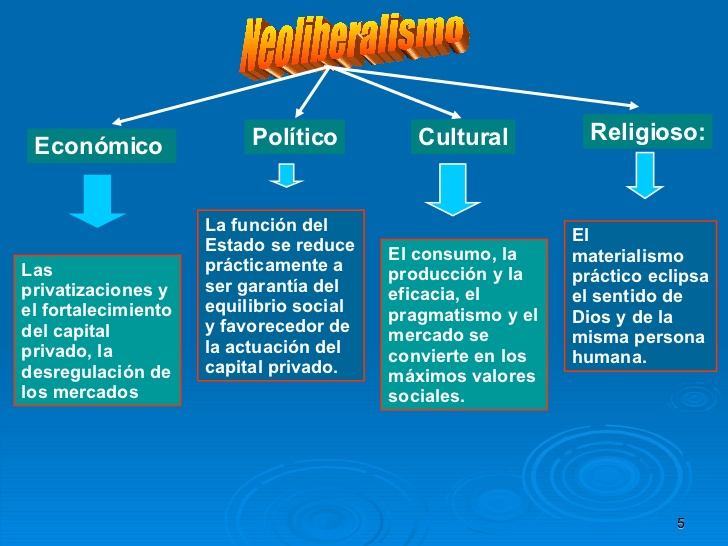 Neoliberalismo
Económico
Político
Cultural
Religioso:
Las
privatizaciones y
el fortalecimiento
del capital
privado, la
desregulación de
los mercados
La función del
Estado se reduce
prácticamente a
ser garantía del
equilibrio social
y favorecedor de
la actuación del
capital privado.
El consumo, la
producción y la
eficacia, el
pragmatismo y el
mercado se
convierte en los
máximos valores
sociales.
El
materialismo
práctico eclipsa
el sentido de
Dios y de la
misma persona
humana.
5